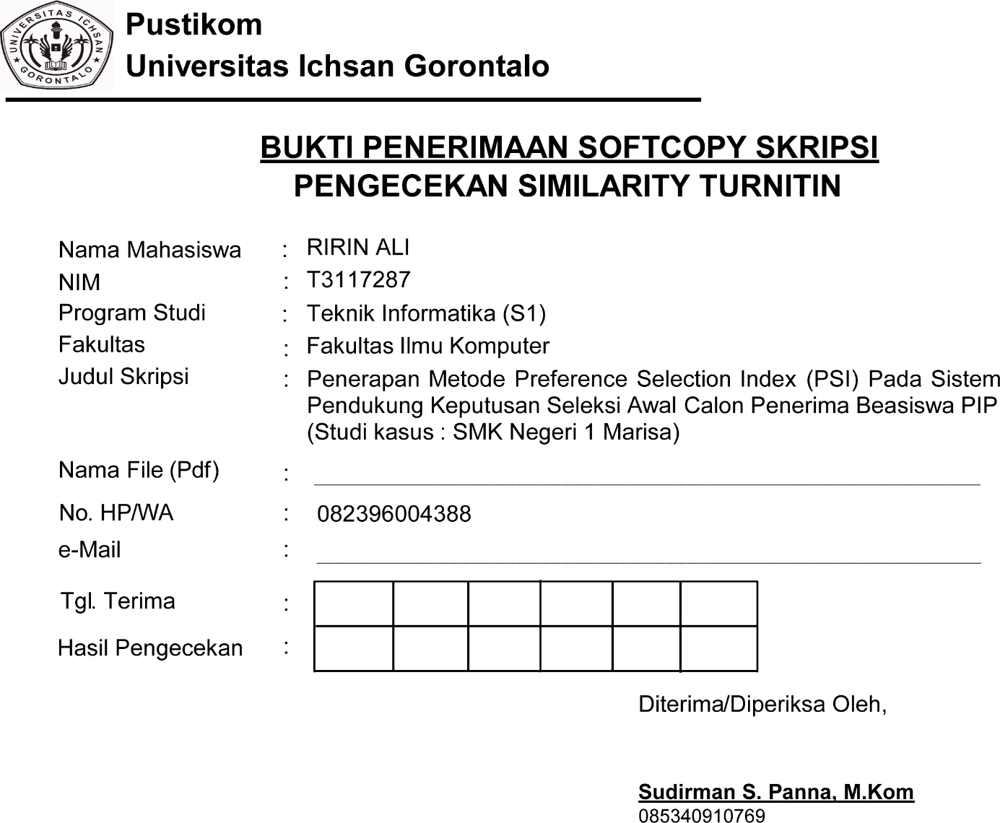 UNIVERSITAS ICHSAN
GORONTALO
Pustikom
Universitas Ichsan Gorontalo
BUKTI PENERIMAAN SOFTCOPY SKRIPSI
PENGECEKAN SIMILARITY TURNITIN
Nama Mahasiswa : RIRIN ALI
NIM : T3117287
Program Studi : Teknik Informatika (S1)
Fakultas : Fakultas Ilmu Komputer
Judul Skripsi : Penerapan Metode Preference Selection Index (PSI) Pada Sistem
Pendukung Keputusan Seleksi Awal Calon Penerima Beasiswa PIP
(Studi kasus : SMK Negeri 1 Marisa)
Nama File (Pdf) :
No. HP/WA : 082396004388
e-Mail :
Tgl. Terima :
Hasil Pengecekan :
Diterima/Diperiksa Oleh,
Sudirman S. Panna, M.Kom
085340910769